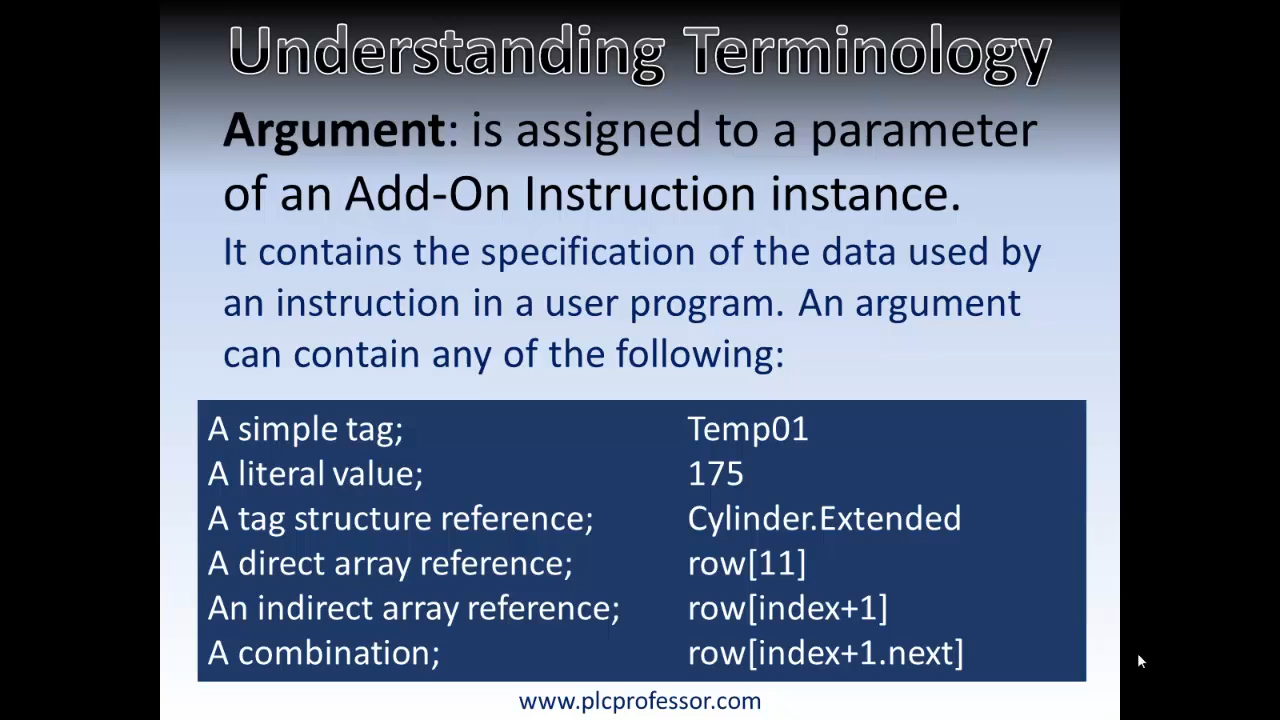 Understanding Terminology
Argument: is assigned to a parameter
of an Add-On Instruction instance.
It contains the specification of the data used by
an instruction in a user program. An argument
can contain any of the following:
A simple tag; Temp01
A literal value; 175
A tag structure reference; Cylinder.Extended
A direct array reference; row[11]
An indirect array reference; row[index+1]
A combination; row[index+1.next]
www.plcprofessor.com